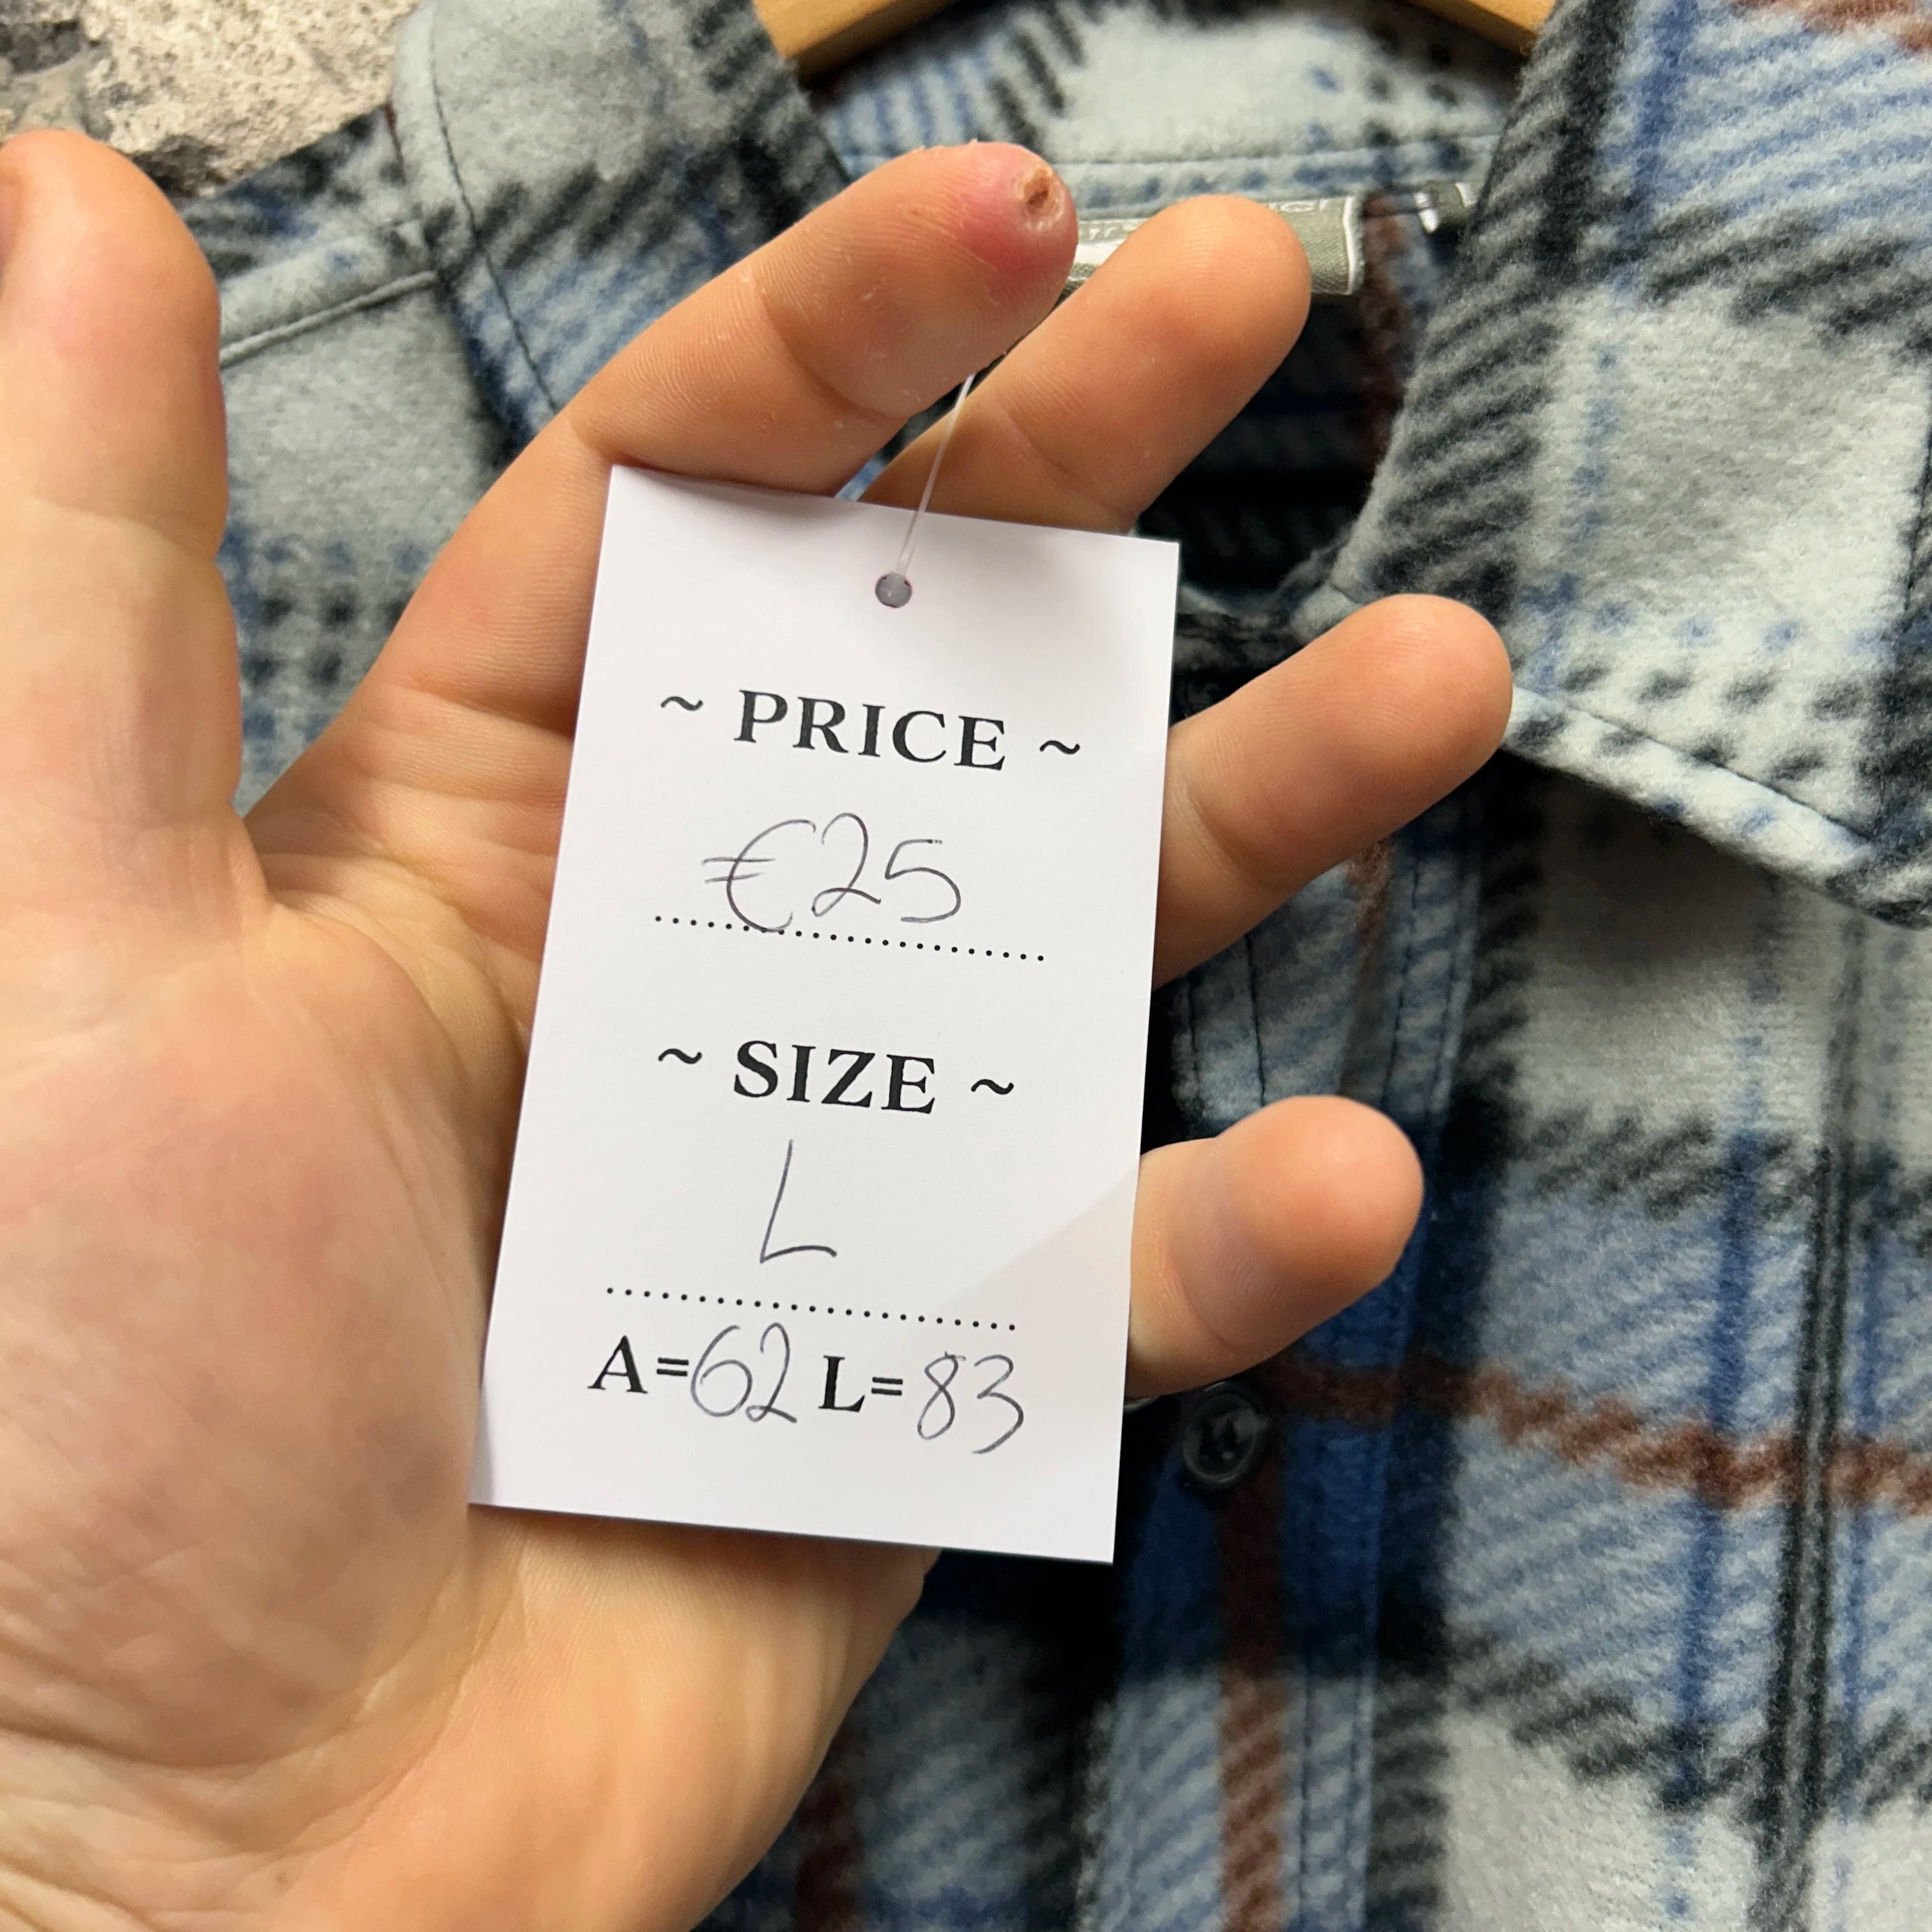 ~ PRICE ~
€25
~ SIZE ~
L
A=62 L=83